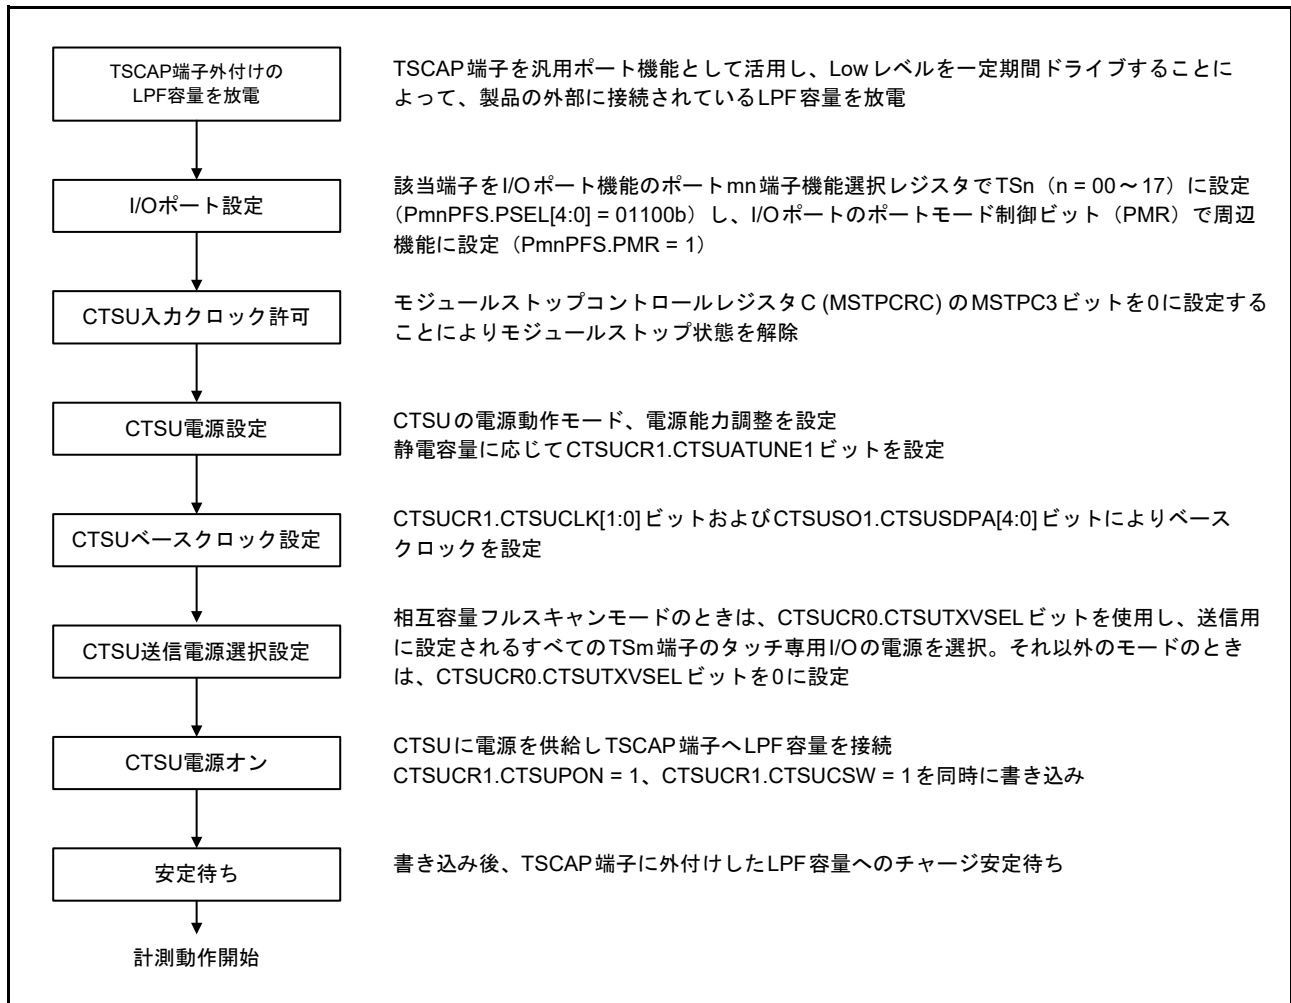 TSCAP端子外付けの
LPF容量を放電
TSCAP端子を汎用ポート機能として活用し、Lowレベルを一定期間ドライブすることに
よって、製品の外部に接続されているLPF容量を放電
I/Oポート設定
該当端子をI/Oポート機能のポートmn端子機能選択レジスタでTSn（n = 00～17）に設定
（PmnPFS.PSEL[4:0] = 01100b）し、I/Oポートのポートモード制御ビット（PMR）で周辺
機能に設定（PmnPFS.PMR = 1）
CTSU入力クロック許可
モジュールストップコントロールレジスタC (MSTPCRC) のMSTPC3ビットを0に設定する
ことによりモジュールストップ状態を解除
CTSU電源設定
CTSUの電源動作モード、電源能力調整を設定
静電容量に応じてCTSUCR1.CTSUATUNE1ビットを設定
CTSUベースクロック設定
CTSUCR1.CTSUCLK[1:0]ビットおよびCTSUSO1.CTSUSDPA[4:0]ビットによりベース
クロックを設定
CTSU送信電源選択設定
相互容量フルスキャンモードのときは、CTSUCR0.CTSUTXVSELビットを使用し、送信用
に設定されるすべてのTSm端子のタッチ専用I/Oの電源を選択。それ以外のモードのとき
は、CTSUCR0.CTSUTXVSELビットを0に設定
CTSU電源オン
CTSUに電源を供給しTSCAP端子へLPF容量を接続
CTSUCR1.CTSUPON = 1、CTSUCR1.CTSUCSW = 1を同時に書き込み
安定待ち
書き込み後、TSCAP端子に外付けしたLPF容量へのチャージ安定待ち
計測動作開始